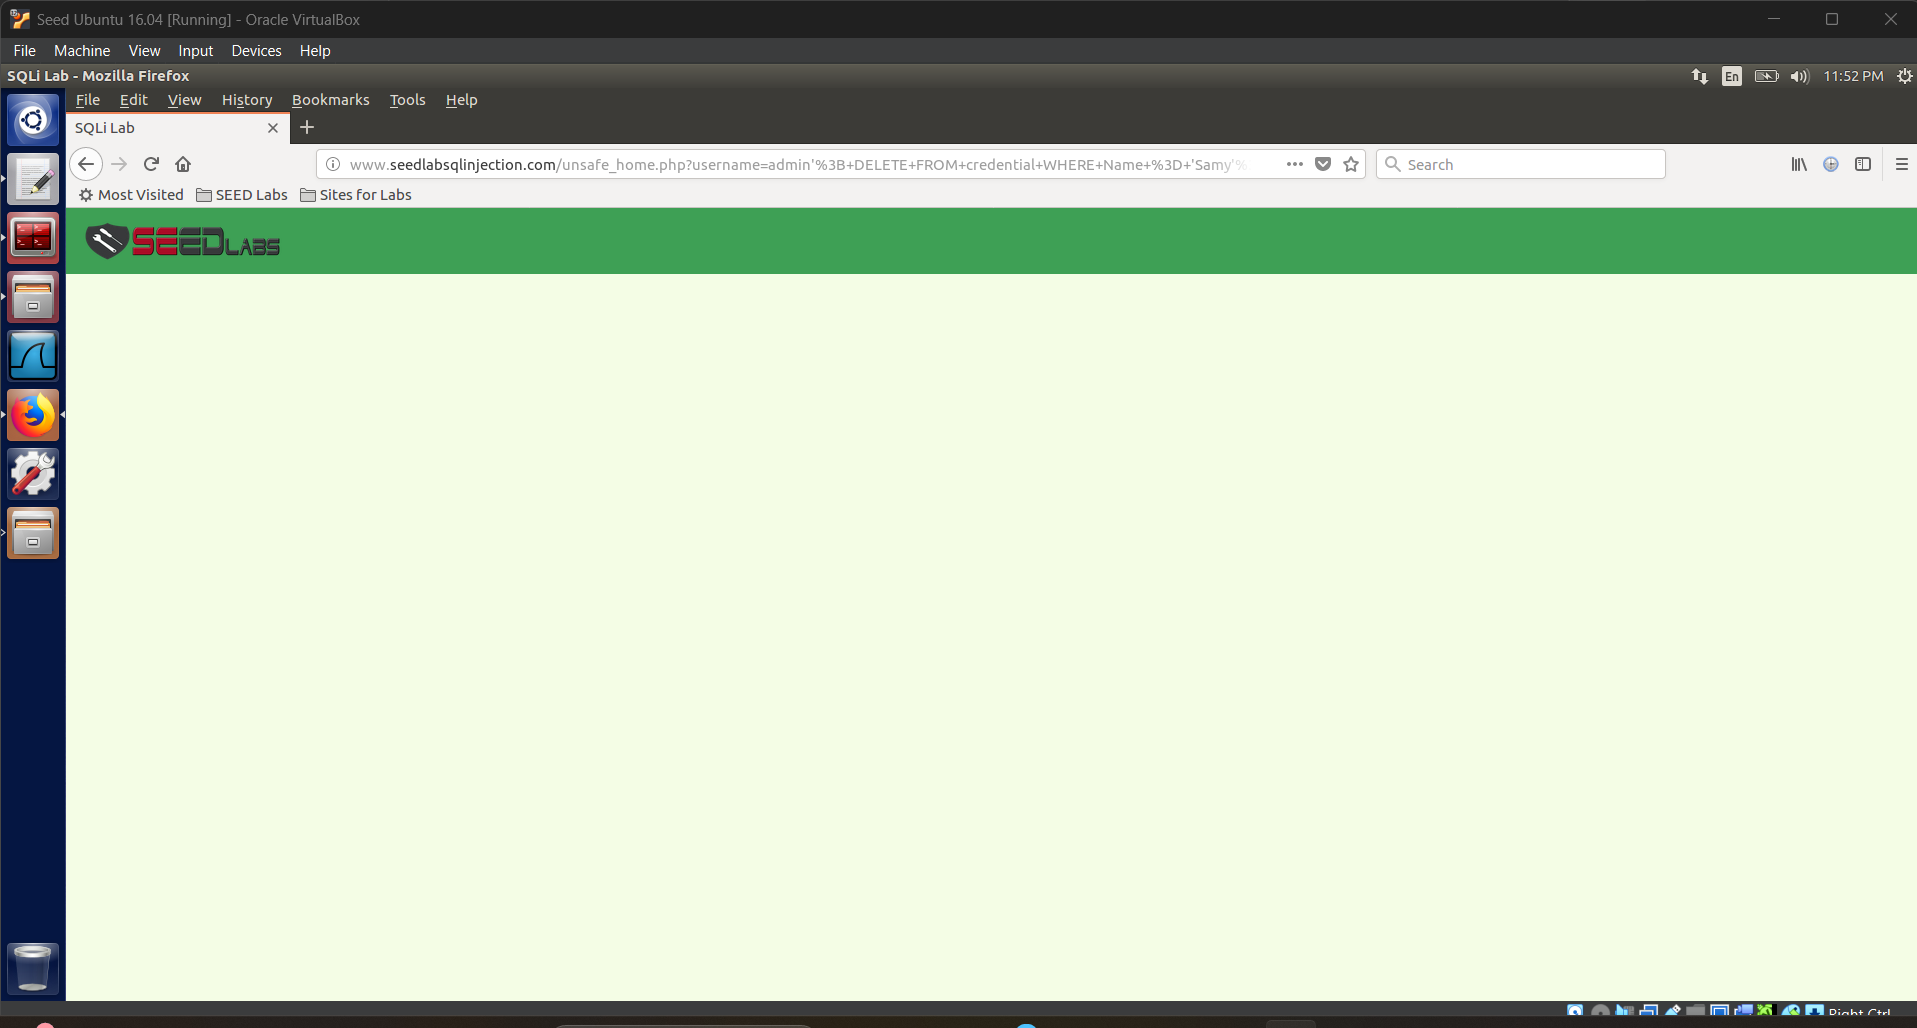 Seed Ubuntu 16.04 [Running] - Oracle VirtualBox
File Machine View Input Devices Help
SQLi Lab - Mozilla Firefox En 11:52 PM
File Edit View History Bookmarks Tools Help
SQLi Lab
www.seedlabsqlinjection.com/unsafe_home.php?username=admin'%3B+DELETE+FROM+credential+WHERE+Name+%3D+'Samy'% Search
Most Visited SEED Labs Sites for Labs
SEEDLABS
Right Ctrl